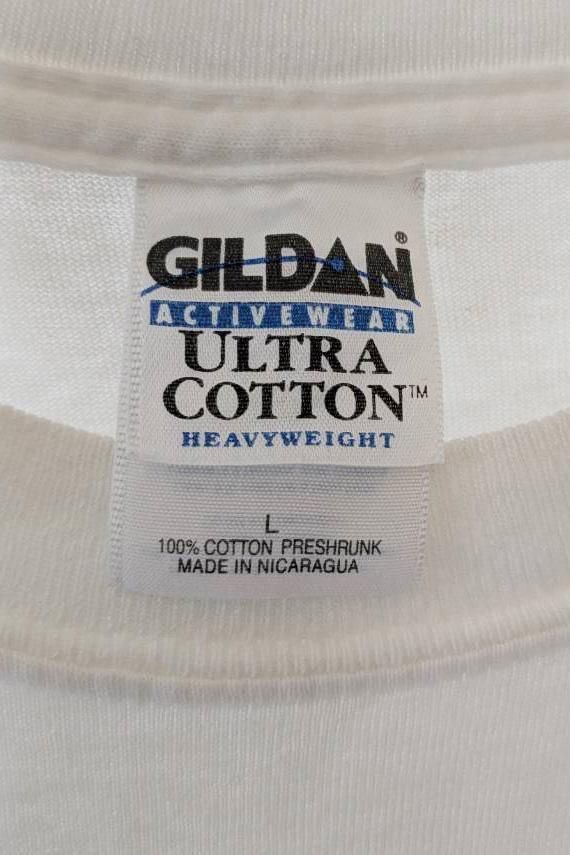 GILDAN®
ACTIVEWEAR
ULTRA
COTTON™
HEAVYWEIGHT
L
100% COTTON PRESHRUNK
MADE IN NICARAGUA